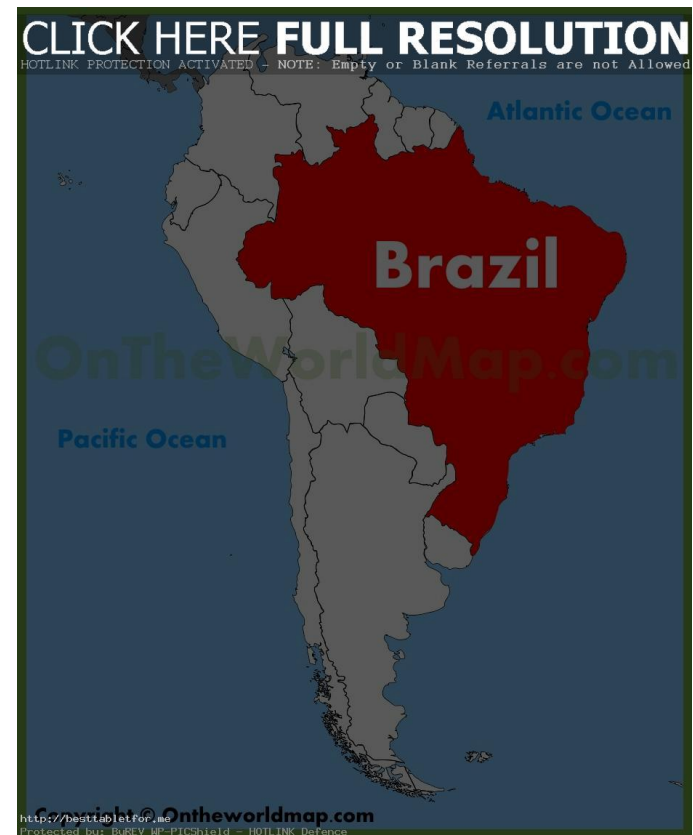 CLICK HERE FULL RESOLUTION
HOTLINK PROTECTION ACTIVATED - NOTE: Empty or Blank Referrals are not Allowed
Atlantic Ocean
Brazil
OnTheWorldMap.com
Pacific Ocean
Copyright © Ontheworldmap.com
http://besttabletfor.me
Protected by: BuREV WP-PICShield - HOTLINK Defence